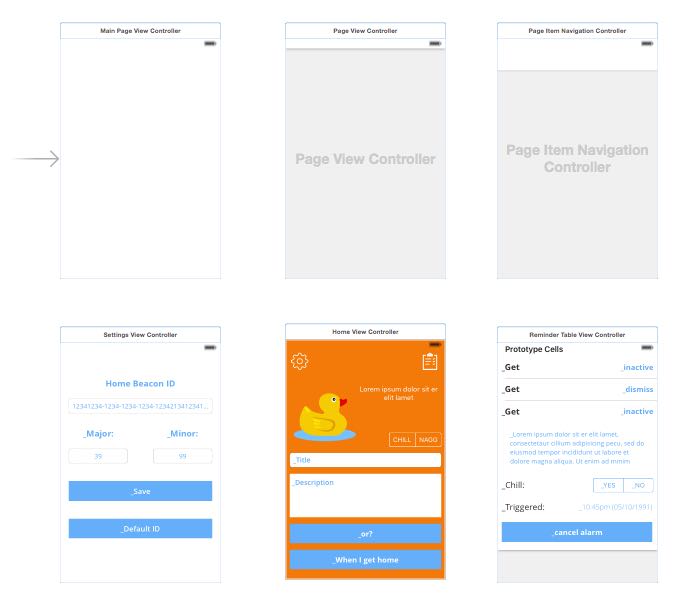 Main Page View Controller
Page View Controller
Page Item Navigation Controller
Page View Controller
Page Item Navigation
Controller
Settings View Controller
Home Beacon ID
12341234-1234-1234-1234-1234213412341...
_Major:
_Minor:
39
99
_Save
_Default ID
Home View Controller
Lorem ipsum dolor sit er
elit lamet
CHILL
NAGG
_Title
_Description
_or?
_When I get home
Reminder Table View Controller
Prototype Cells
_Get
_inactive
_Get
_dismiss
_Get
_inactive
_Lorem ipsum dolor sit er elit lamet,
consectetaur cillium adipisicing pecu, sed do
eiusmod tempor incididunt ut labore et
dolore magna aliqua. Ut enim ad minim
_Chill:
_YES
_NO
_Triggered:
_10:45pm (05/10/1991)
_cancel alarm